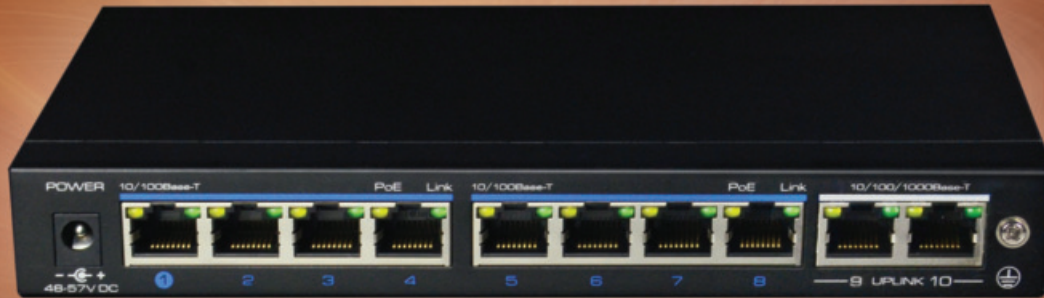 POWER 10/100Base-T PoE Link 10/100Base-T PoE Link 10/100/1000Base-T
- + 1 2 3 4 5 6 7 8 9 UPLINK 10
48-57V DC